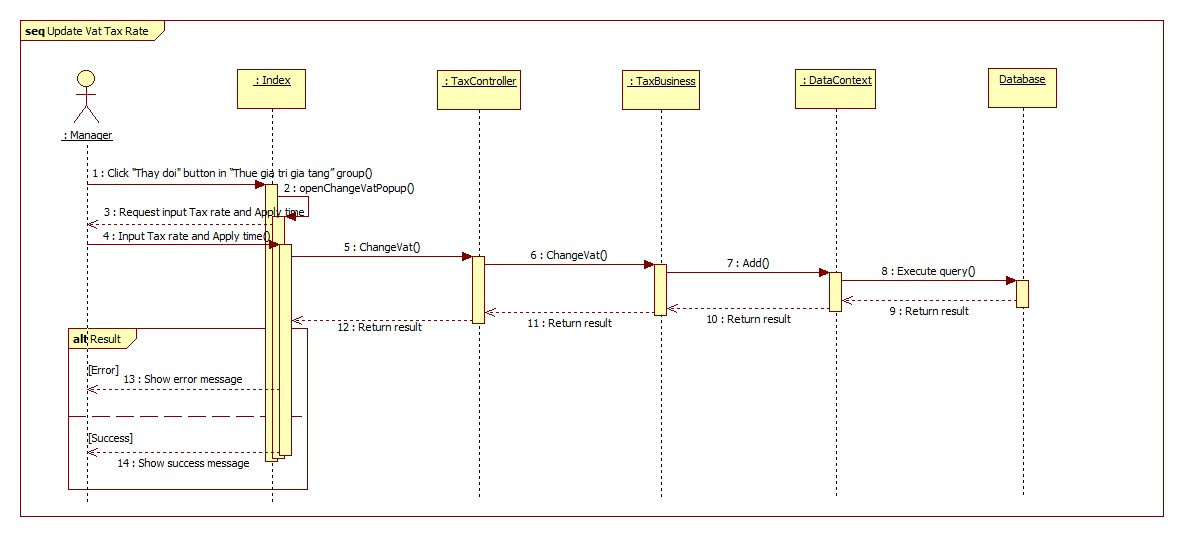 seq Update Vat Tax Rate
: Index
: TaxController
: TaxBusiness
: DataContext
Database
: Manager
1 : Click "Thay doi" button in "Thue gia tri gia tang" group()
2 : openChangeVatPopup()
3 : Request input Tax rate and Apply time
4 : Input Tax rate and Apply time()
5 : ChangeVat()
6 : ChangeVat()
7 : Add()
8 : Execute query()
9 : Return result
10 : Return result
11 : Return result
12 : Return result
alt Result
[Error]
13 : Show error message
[Success]
14 : Show success message